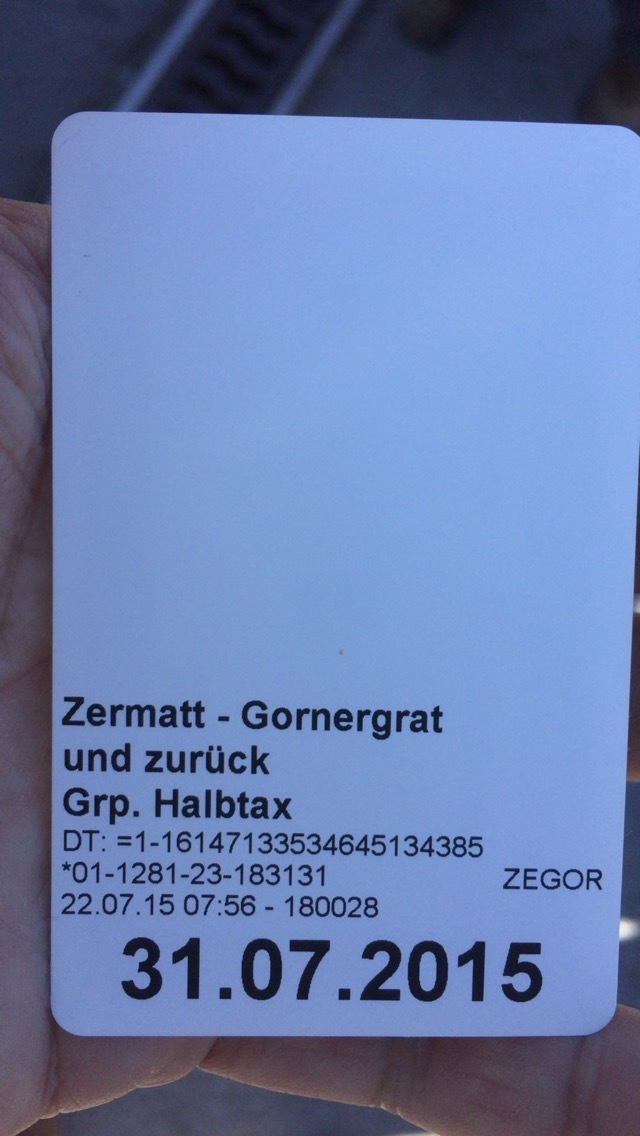 Zermatt - Gornergrat
und zurück
Grp. Halbtax
DT: =1-16147133534645134385
*01-1281-23-183131 ZEGOR
22.07.15 07:56 - 180028
31.07.2015